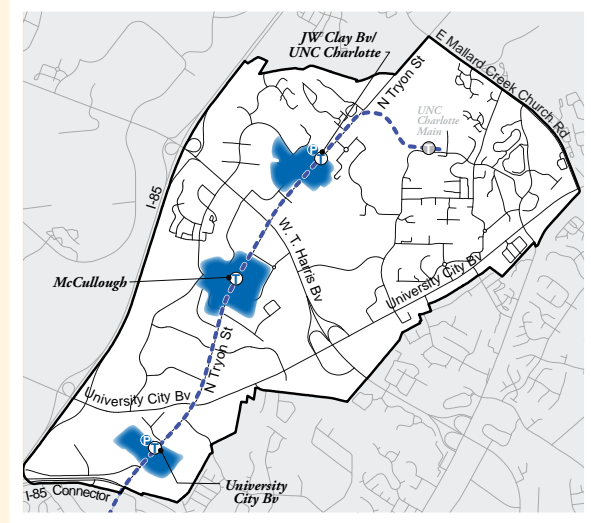 JW Clay Bv/
UNC Charlotte
E Mallard Creek Church Rd
N Tryon St
UNC
Charlotte
Main
P
T
T
I-85
W. T. Harris Bv
McCullough
T
University City Bv
N Tryon St
University City Bv
P
T
University
City Bv
I-85 Connector